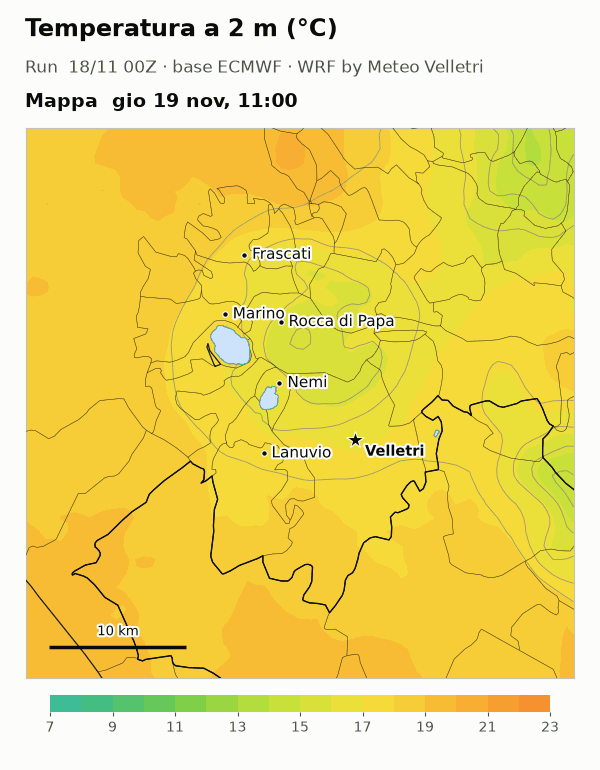 Temperatura a 2 m (°C)
Run 18/11 00Z · base ECMWF · WRF by Meteo Velletri
Mappa gio 19 nov, 11:00
Frascati
Marino
Rocca di Papa
Nemi
Velletri
Lanuvio
10 km
7 9 11 13 15 17 19 21 23